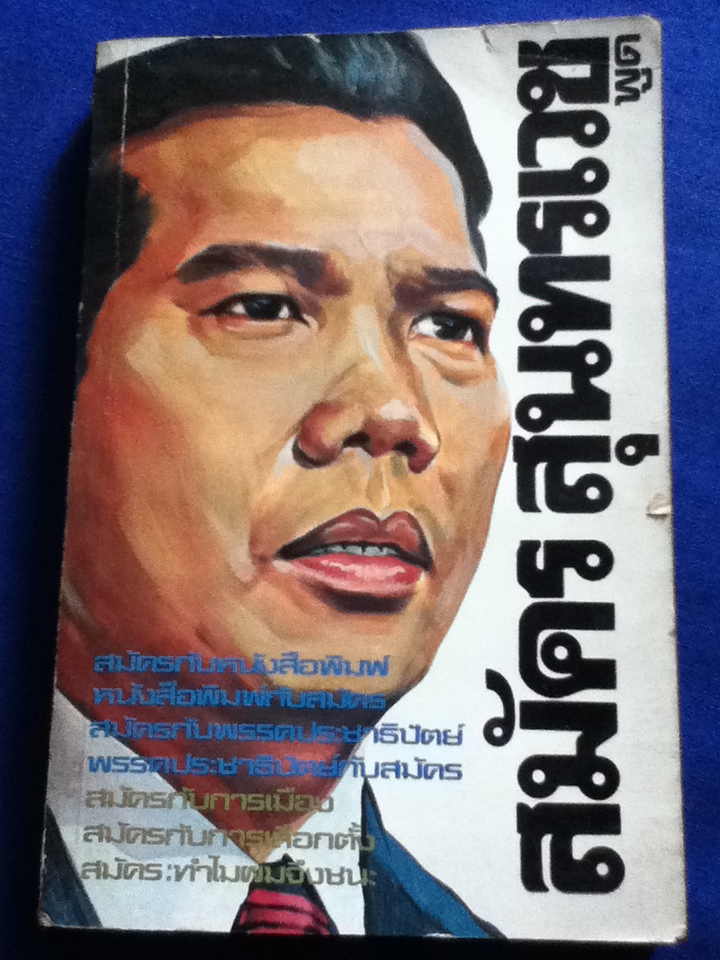 สมัคร สุนทรเวช
พูด
สมัครกับหนังสือพิมพ์
หนังสือพิมพ์กับสมัคร
สมัครกับพรรคประชาธิปัตย์
พรรคประชาธิปัตย์กับสมัคร
สมัครกับการเมือง
สมัครกับการเลือกตั้ง
สมัคร:ทำไมผมจึงชนะ